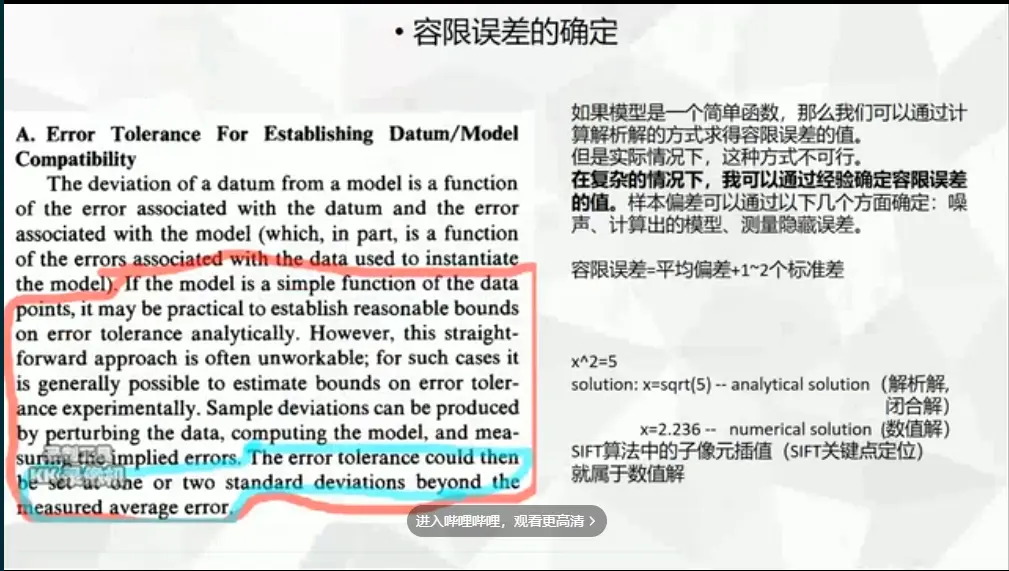 • 容限误差的确定
A. Error Tolerance For Establishing Datum/Model
Compatibility
The deviation of a datum from a model is a function
of the error associated with the datum and the error
associated with the model (which, in part, is a function
of the errors associated with the data used to instantiate
the model). If the model is a simple function of the data
points, it may be practical to establish reasonable bounds
on error tolerance analytically. However, this straight-
forward approach is often unworkable; for such cases it
is generally possible to estimate bounds on error toler-
ance experimentally. Sample deviations can be produced
by perturbing the data, computing the model, and mea-
suring the implied errors. The error tolerance could then
be set at one or two standard deviations beyond the
measured average error.
如果模型是一个简单函数，那么我们可以通过计
算解析解的方式求得容限误差的值。
但是实际情况下，这种方式不可行。
在复杂的情况下，我可以通过经验确定容限误差
的值。样本偏差可以通过以下几个方面确定：噪
声、计算出的模型、测量隐藏误差。
容限误差=平均偏差+1~2个标准差
x^2=5
solution: x=sqrt(5) -- analytical solution（解析解,
闭合解）
x=2.236 -- numerical solution (数值解）
SIFT算法中的子像元插值（SIFT关键点定位）
就属于数值解
进入哔哩哔哩，观看更高清 >